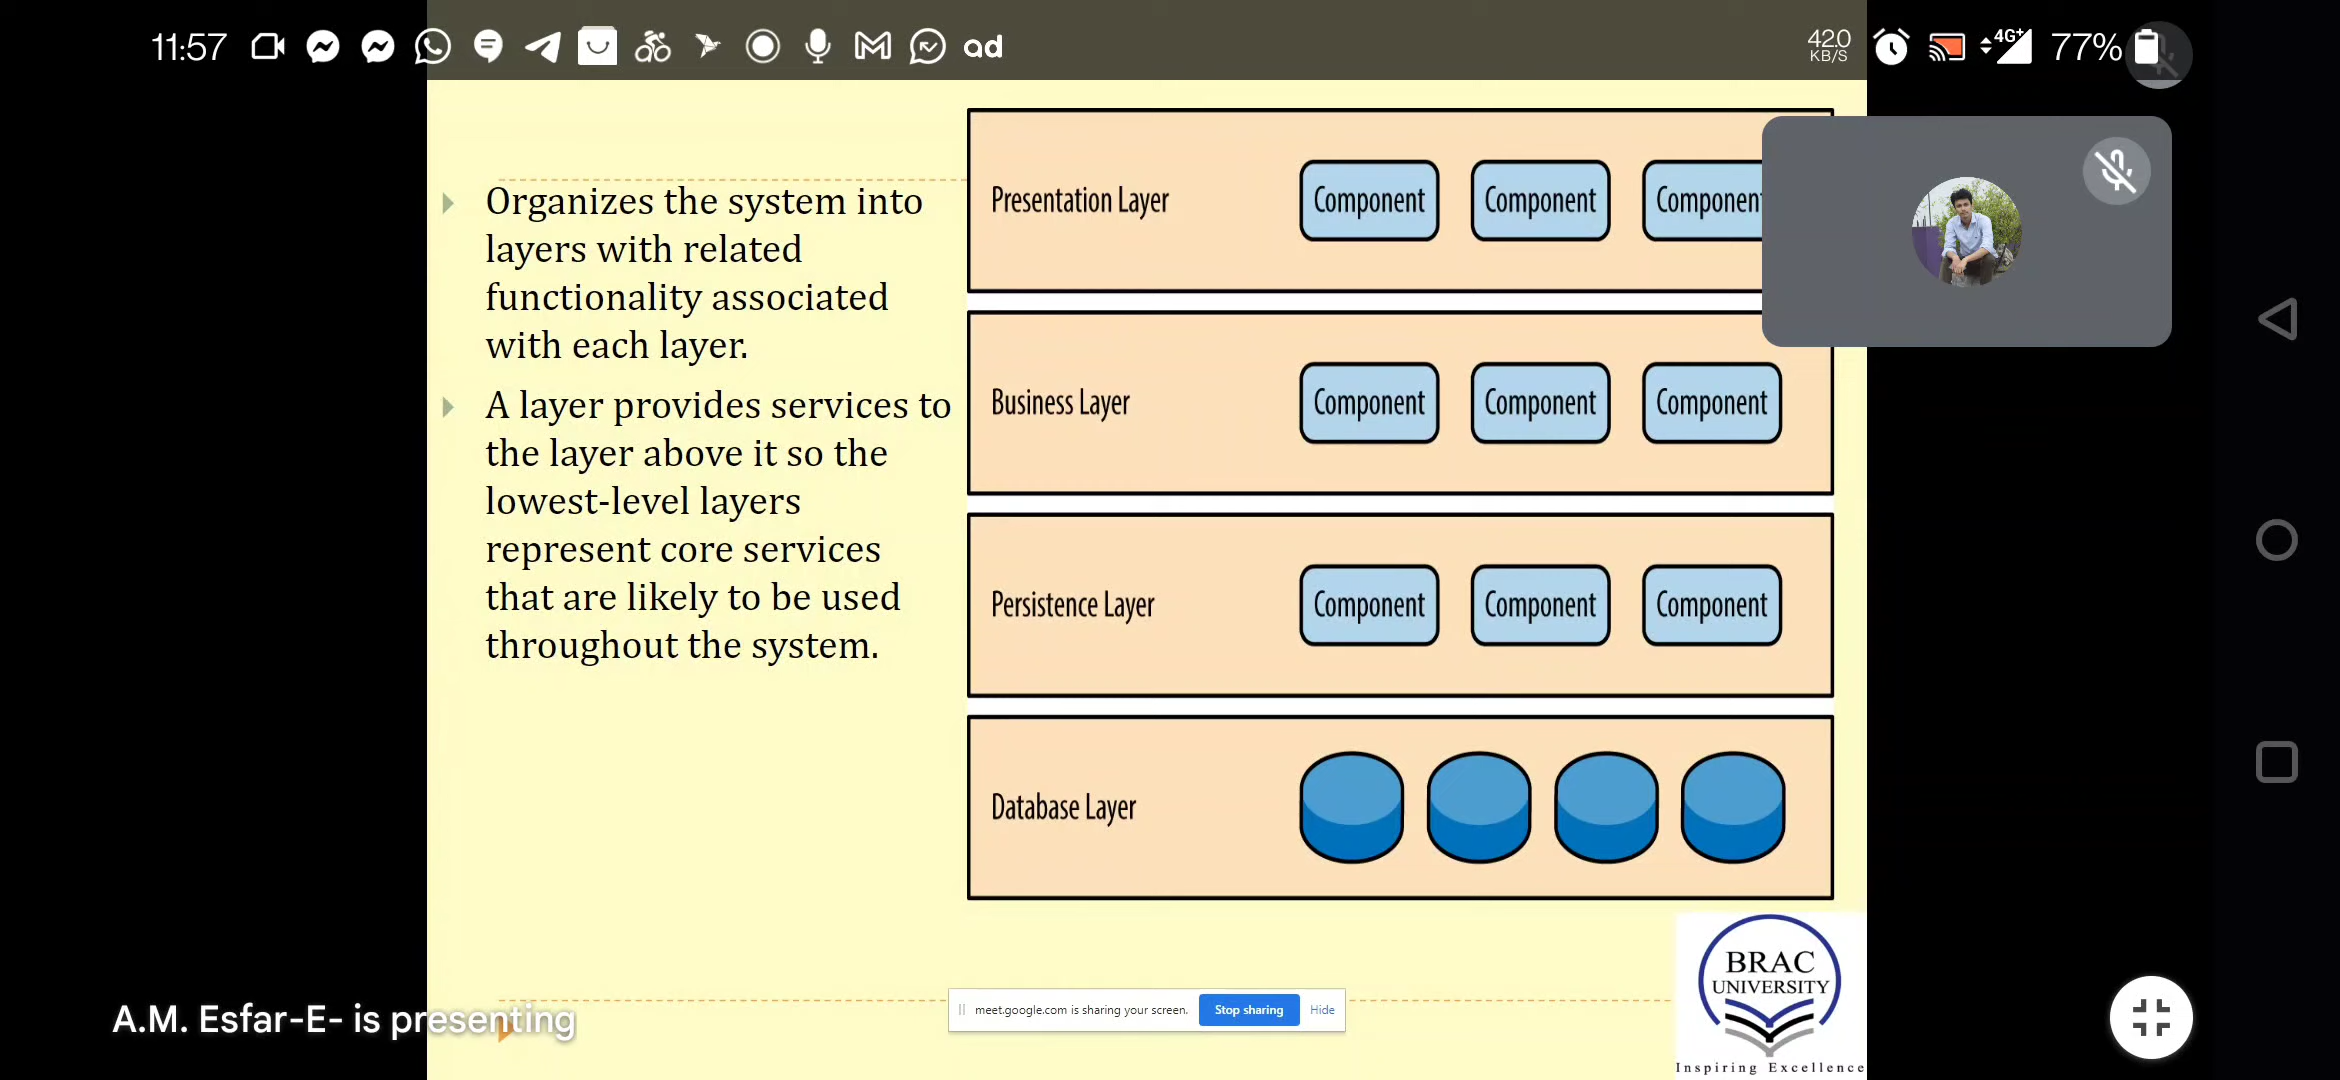 11:57
ad
42.0
KB/S
4G+
77%
Organizes the system into
layers with related
functionality associated
with each layer.
A layer provides services to
the layer above it so the
lowest-level layers
represent core services
that are likely to be used
throughout the system.
Presentation Layer
Component
Component
Component
Business Layer
Component
Component
Component
Persistence Layer
Component
Component
Component
Database Layer
BRAC
UNIVERSITY
Inspiring Excellence
meet.google.com is sharing your screen.
Stop sharing
Hide
A.M. Esfar-E- is presenting